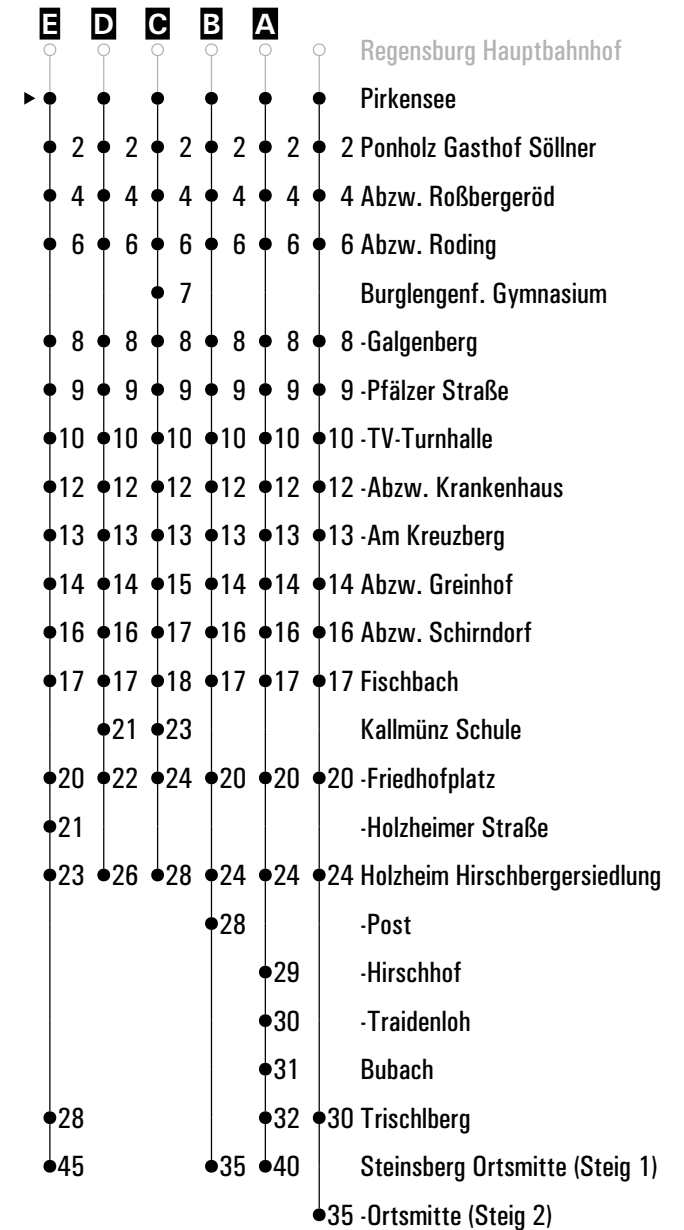 E D C B A
Regensburg Hauptbahnhof
Pirkensee
2 2 2 2 2 2 Ponholz Gasthof Söllner
4 4 4 4 4 4 Abzw. Roßbergeröd
6 6 6 6 6 6 Abzw. Roding
7 Burglengenf. Gymnasium
8 8 8 8 8 8 -Galgenberg
9 9 9 9 9 9 -Pfälzer Straße
10 10 10 10 10 10 -TV-Turnhalle
12 12 12 12 12 12 -Abzw. Krankenhaus
13 13 13 13 13 13 -Am Kreuzberg
14 14 15 14 14 14 Abzw. Greinhof
16 16 17 16 16 16 Abzw. Schirndorf
17 17 18 17 17 17 Fischbach
21 23 Kallmünz Schule
20 22 24 20 20 20 -Friedhofplatz
21 -Holzheimer Straße
23 26 28 24 24 24 Holzheim Hirschbergersiedlung
28 -Post
29 -Hirschhof
30 -Traidenloh
31 Bubach
28 32 30 Trischlberg
45 35 40 Steinsberg Ortsmitte (Steig 1)
35 -Ortsmitte (Steig 2)